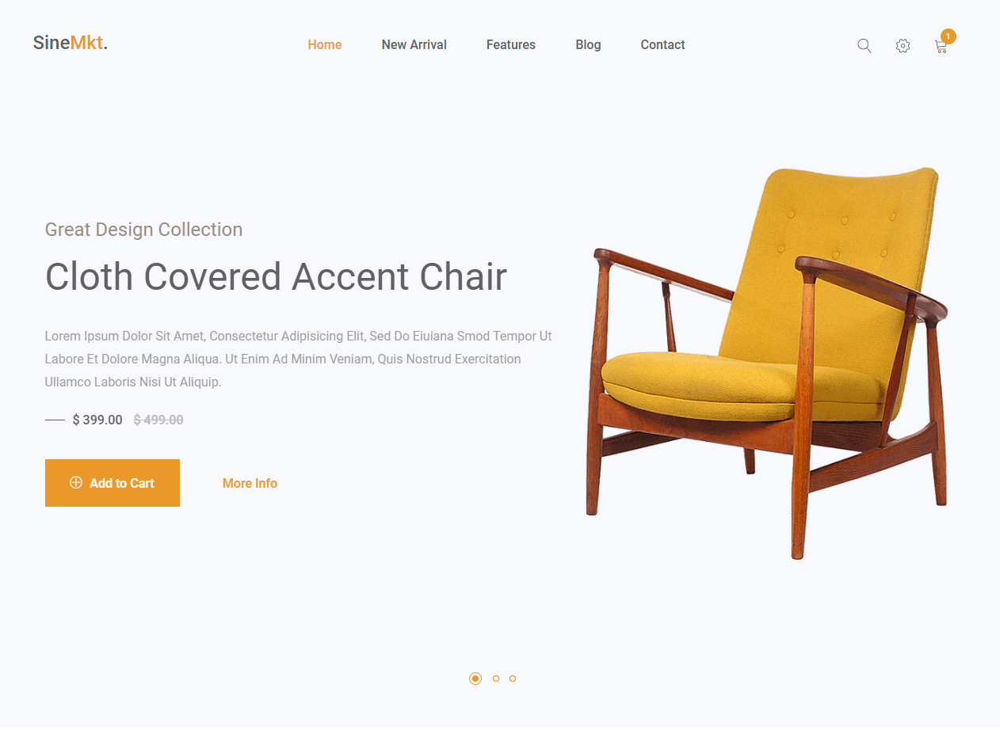 SineMkt.
Home New Arrival Features Blog Contact
1
Great Design Collection
Cloth Covered Accent Chair
Lorem Ipsum Dolor Sit Amet, Consectetur Adipisicing Elit, Sed Do Eiuiana Smod Tempor Ut
Labore Et Dolore Magna Aliqua. Ut Enim Ad Minim Veniam, Quis Nostrud Exercitation
Ullamco Laboris Nisi Ut Aliquip.
$ 399.00 $ 499.00
Add to Cart More Info